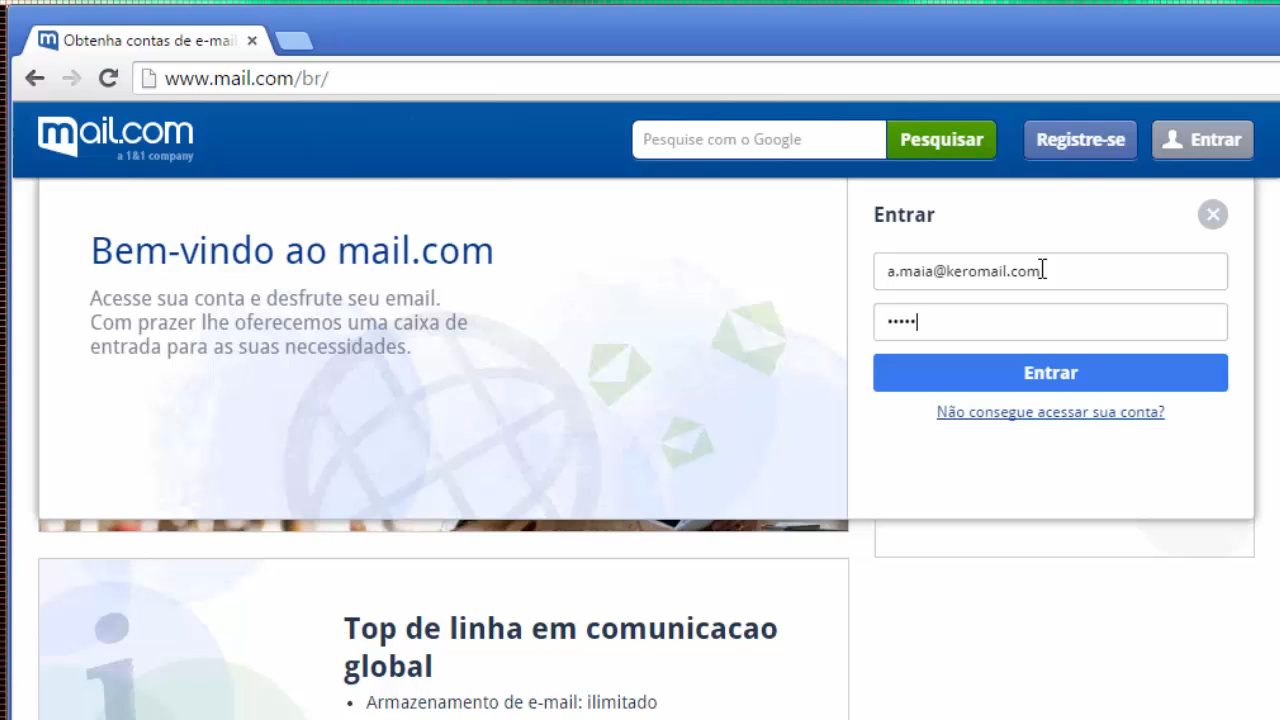 Obtenha contas de e-mail
www.mail.com/br/
mail.com
a 1&1 company
Pesquise com o Google
Pesquisar
Registre-se
Entrar
Bem-vindo ao mail.com
Acesse sua conta e desfrute seu email.
Com prazer lhe oferecemos uma caixa de
entrada para as suas necessidades.
Entrar
a.maia@keromail.com
•••••
Entrar
Não consegue acessar sua conta?
Top de linha em comunicacao
global
• Armazenamento de e-mail: ilimitado